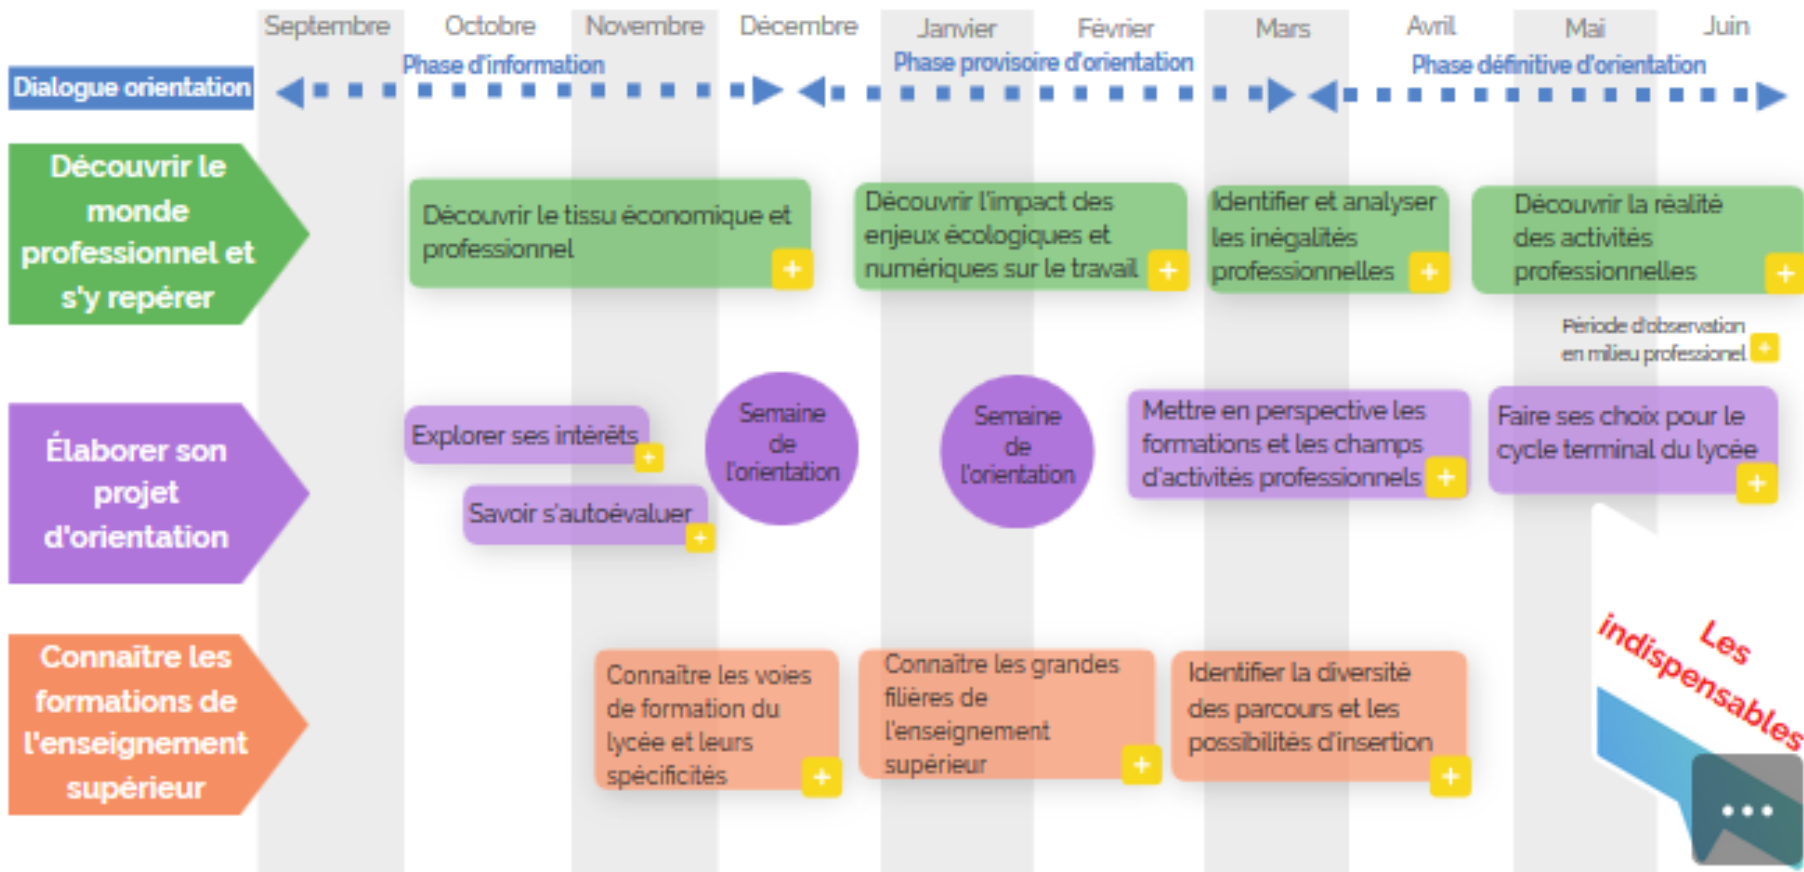 Septembre
Octobre
Novembre
Décembre
Janvier
Février
Mars
Avril
Mai
Juin
Dialogue orientation
Phase d'information
Phase provisoire d'orientation
Phase définitive d'orientation
Découvrir le
monde
professionnel et
s'y repérer
Découvrir le tissu économique et
professionnel
+
Découvrir l'impact des
enjeux écologiques et
numériques sur le travail
+
Identifier et analyser
les inégalités
professionnelles
+
Découvrir la réalité
des activités
professionnelles
+
Période d'observation
en milieu professionel
+
Élaborer son
projet
d'orientation
Explorer ses intérêts
+
Savoir s'autoévaluer
+
Semaine
de
l'orientation
Semaine
de
l'orientation
Mettre en perspective les
formations et les champs
d'activités professionnels
+
Faire ses choix pour le
cycle terminal du lycée
+
Connaître les
formations de
l'enseignement
supérieur
Connaître les voies
de formation du
lycée et leurs
spécificités
+
Connaître les grandes
filières de
l'enseignement
supérieur
+
Identifier la diversité
des parcours et les
possibilités d'insertion
+
Les
indispensables